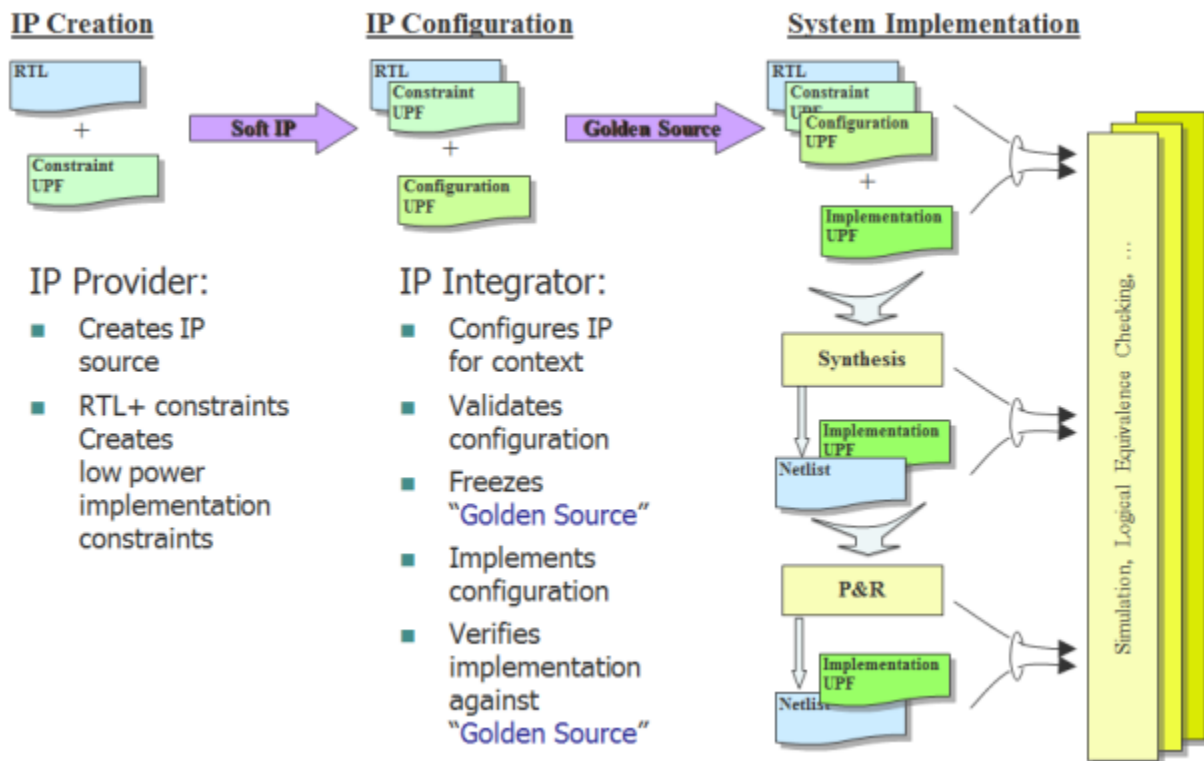 IP Creation
IP Configuration
System Implementation
RTL
+
Constraint
UPF
Soft IP
RTL
Constraint
UPF
+
Configuration
UPF
Golden Source
RTL
Constraint
UPF
Configuration
UPF
+
Implementation
UPF
IP Provider:
Creates IP
source
RTL+ constraints
Creates
low power
implementation
constraints
IP Integrator:
Configures IP
for context
Validates
configuration
Freezes
“Golden Source”
Implements
configuration
Verifies
implementation
against
“Golden Source”
Synthesis
Implementation
UPF
Netlist
P&R
Implementation
UPF
Netlist
Simulation, Logical Equivalence Checking, ...